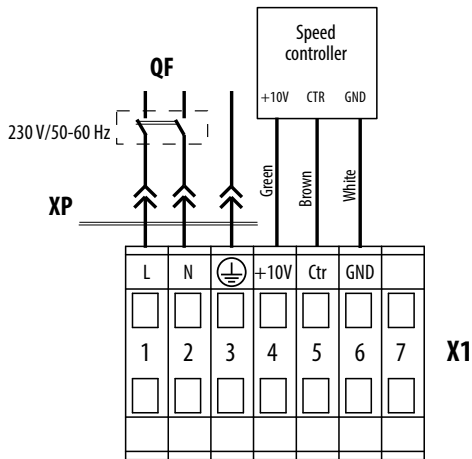 Speed
controller
QF
+10V CTR GND
230 V/50-60 Hz
Green
Brown
White
XP
L N +10V Ctr GND
1 2 3 4 5 6 7
X1